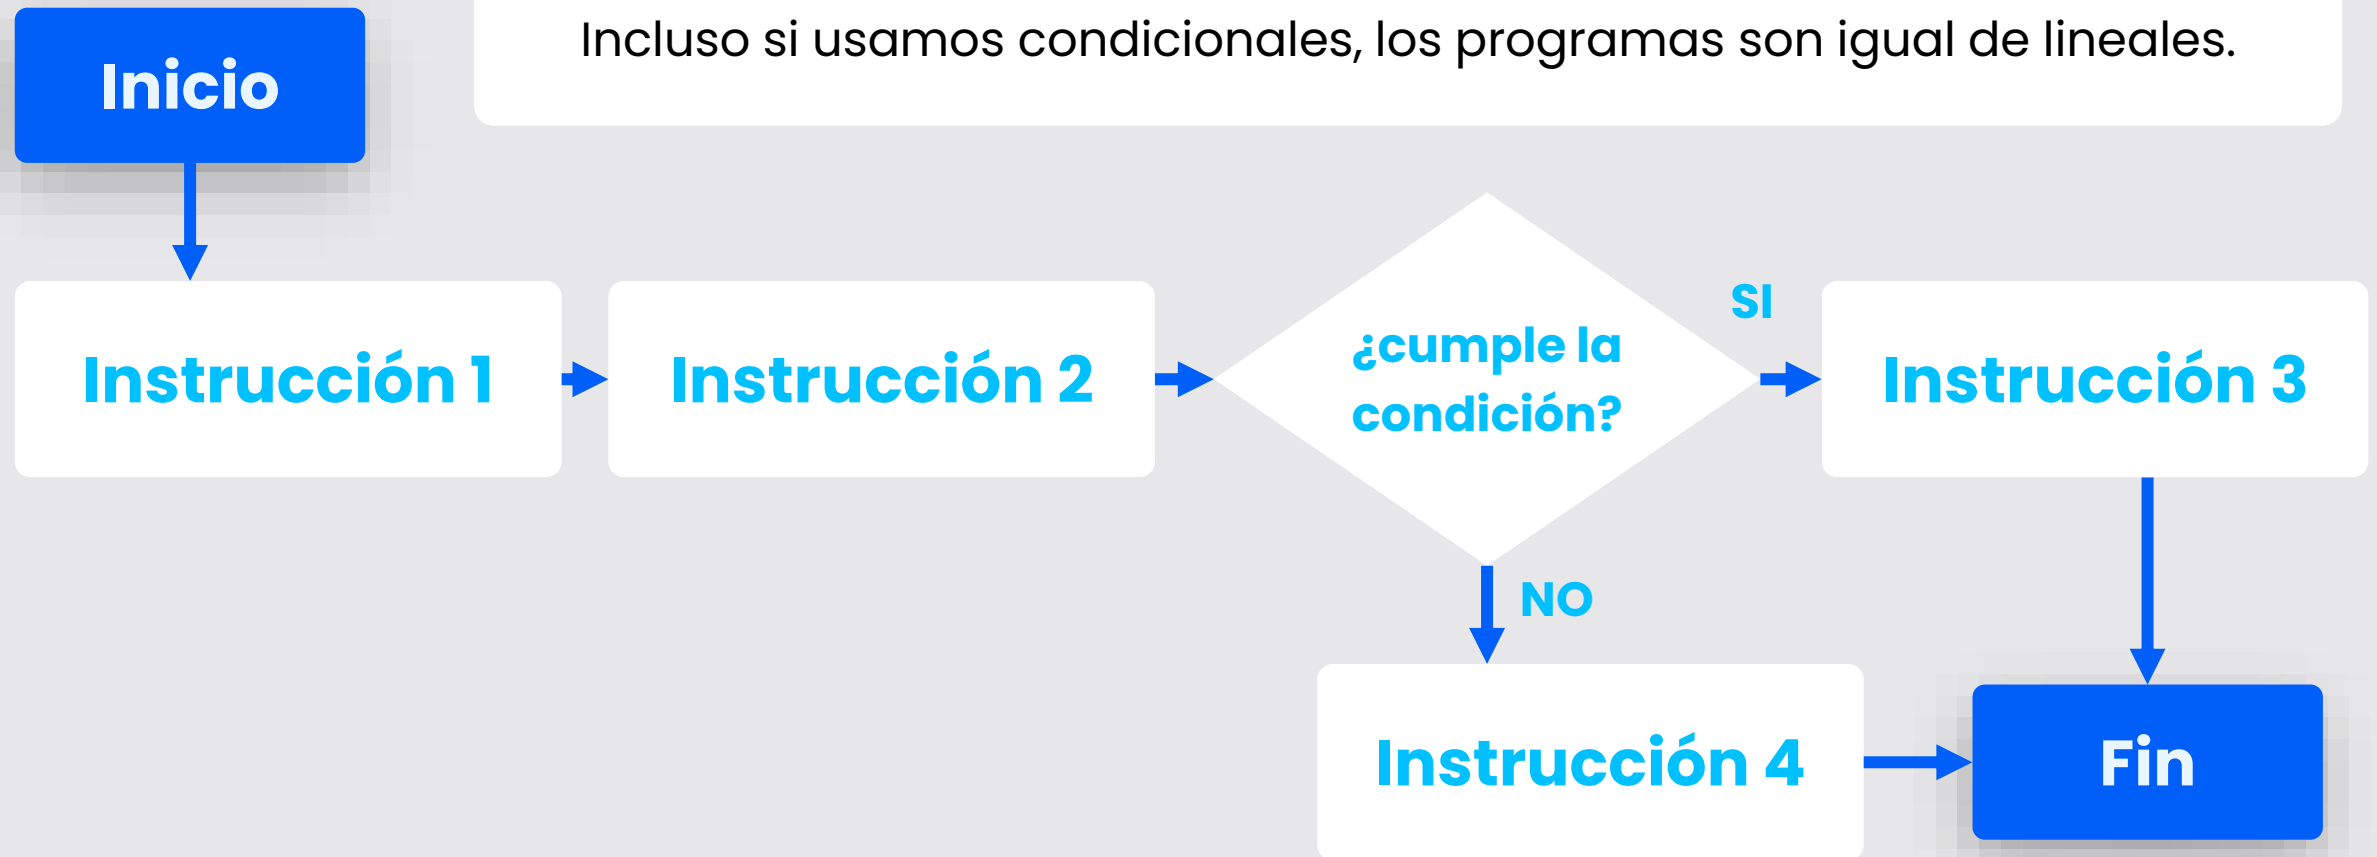 Incluso si usamos condicionales, los programas son igual de lineales.
Inicio
Instrucción 1
Instrucción 2
¿cumple la
condición?
SI
Instrucción 3
NO
Instrucción 4
Fin